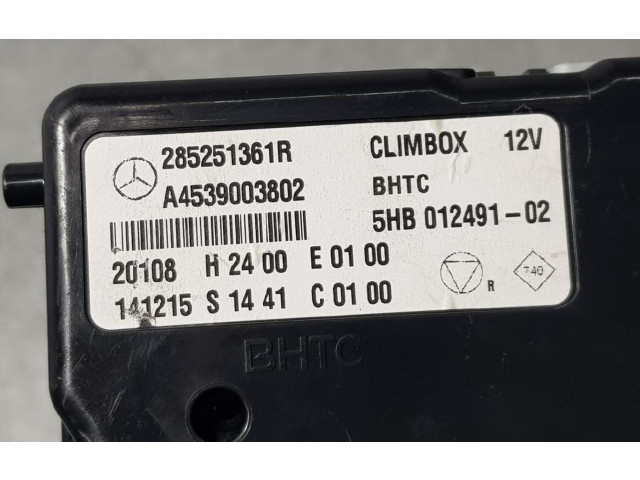 285251361R CLIMBOX 12V
A4539003802 BHTC
5HB 012491-02
20108 H 24 00 E 01 00
141215 S 14 41 C 01 00
R 740
BHTC